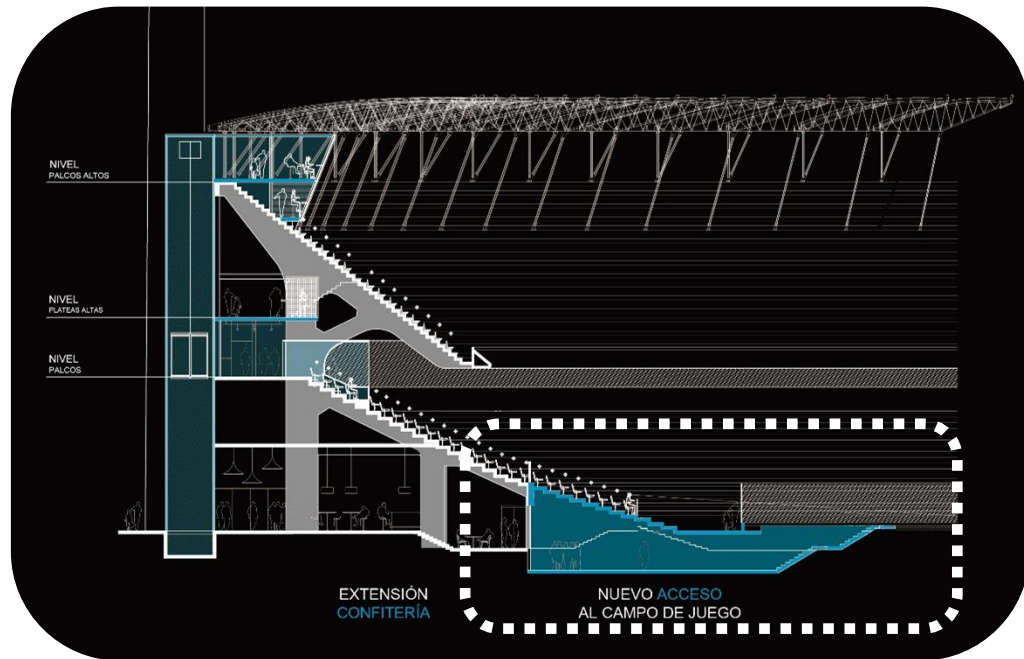 NIVEL
PALCOS ALTOS
NIVEL
PLATEAS ALTAS
NIVEL
PALCOS
EXTENSIÓN
CONFITERÍA
NUEVO ACCESO
AL CAMPO DE JUEGO